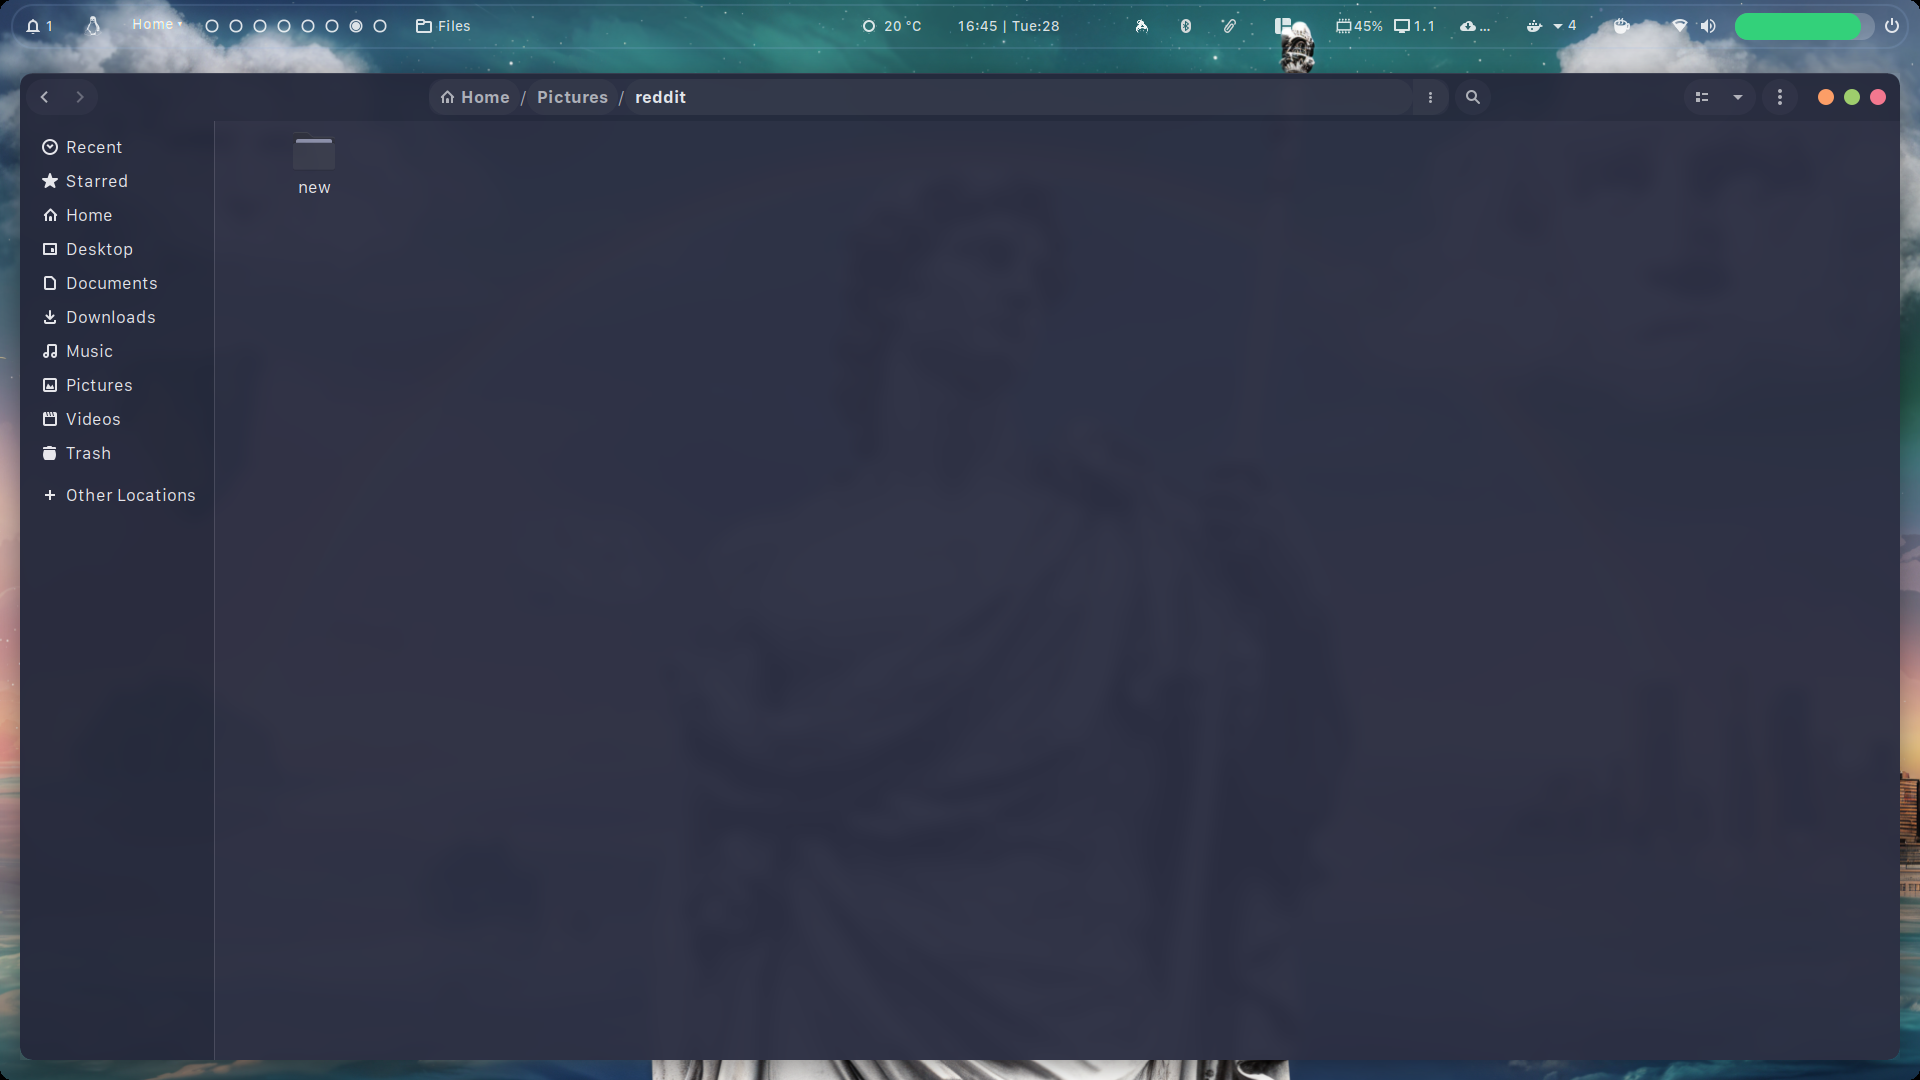 1 Home Files 20 °C 16:45 | Tue:28 45% 1.1 ... 4
Home / Pictures / reddit
Recent
Starred
Home
Desktop
Documents
Downloads
Music
Pictures
Videos
Trash
Other Locations
new